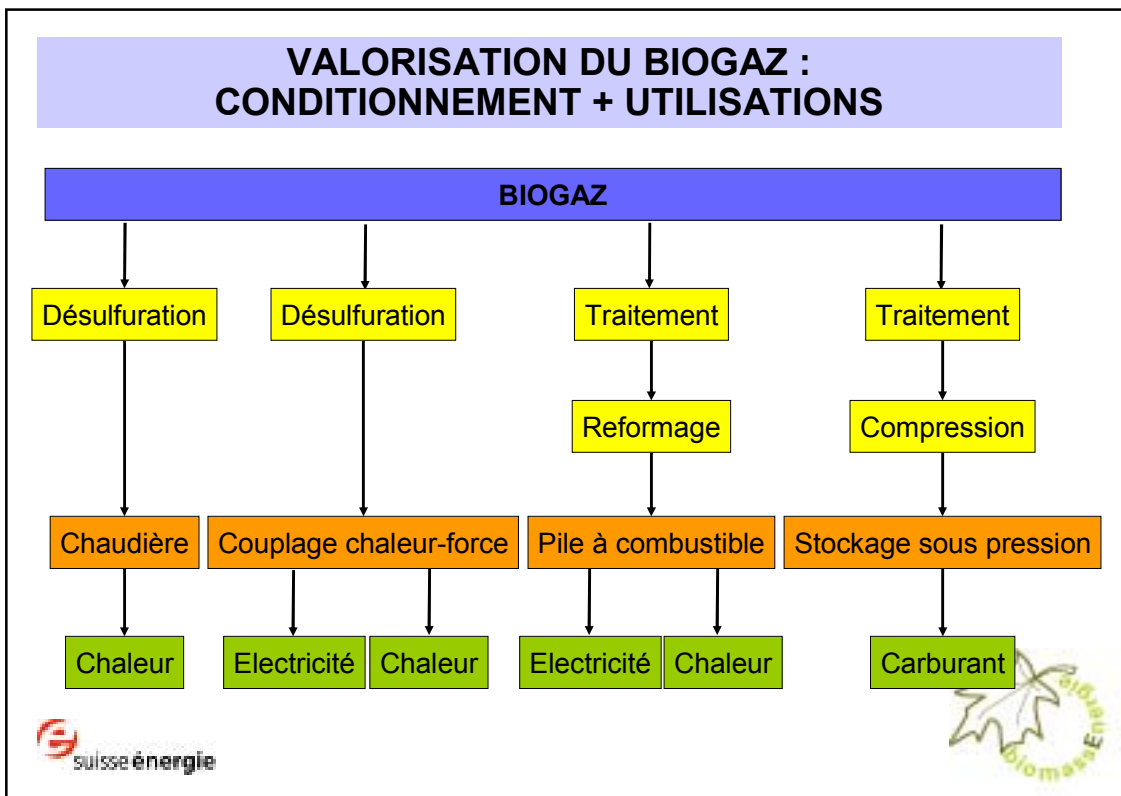 VALORISATION DU BIOGAZ :
CONDITIONNEMENT + UTILISATIONS
BIOGAZ
Désulfuration Désulfuration Traitement Traitement
Reformage Compression
Chaudière Couplage chaleur-force Pile à combustible Stockage sous pression
Chaleur Electricité Chaleur Electricité Chaleur Carburant
suisseénergie
biomassEnergie